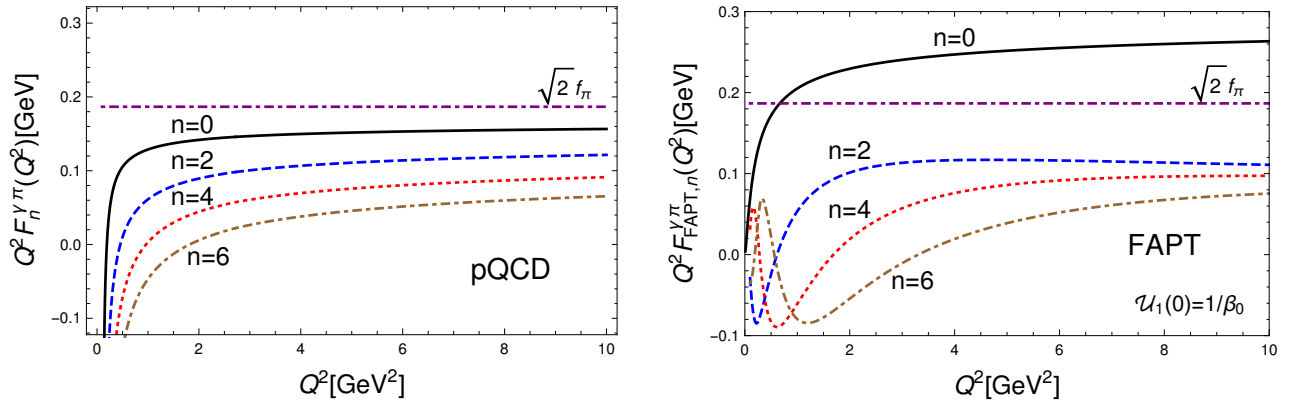 0.3
0.2
0.1
0.0
−0.1
0
2
4
6
8
10
Q²F_n^{γπ}(Q²)[GeV]
Q²[GeV²]
√2 f_π
n=0
n=2
n=4
n=6
pQCD
0.3
0.2
0.1
0.0
-0.1
0
2
4
6
8
10
Q²F_{FAPT,n}^{γπ}(Q²)[GeV]
Q²[GeV²]
n=0
√2 f_π
n=2
n=4
n=6
FAPT
𝒰₁(0)=1/β₀